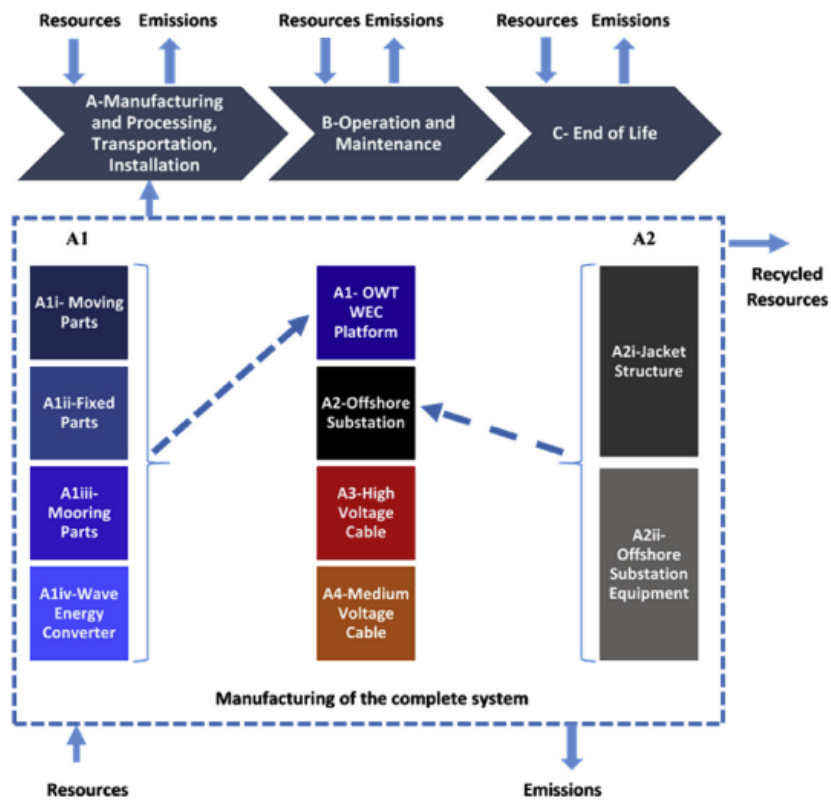 Resources Emissions
Resources Emissions
Resources Emissions
A-Manufacturing
and Processing,
Transportation,
Installation
B-Operation and
Maintenance
C- End of Life
A1
A2
A1i- Moving
Parts
A1ii-Fixed
Parts
A1iii-
Mooring
Parts
A1iv-Wave
Energy
Converter
A1- OWT
WEC
Platform
A2-Offshore
Substation
A3-High
Voltage
Cable
A4-Medium
Voltage
Cable
A2i-Jacket
Structure
A2ii-
Offshore
Substation
Equipment
Recycled
Resources
Manufacturing of the complete system
Resources
Emissions